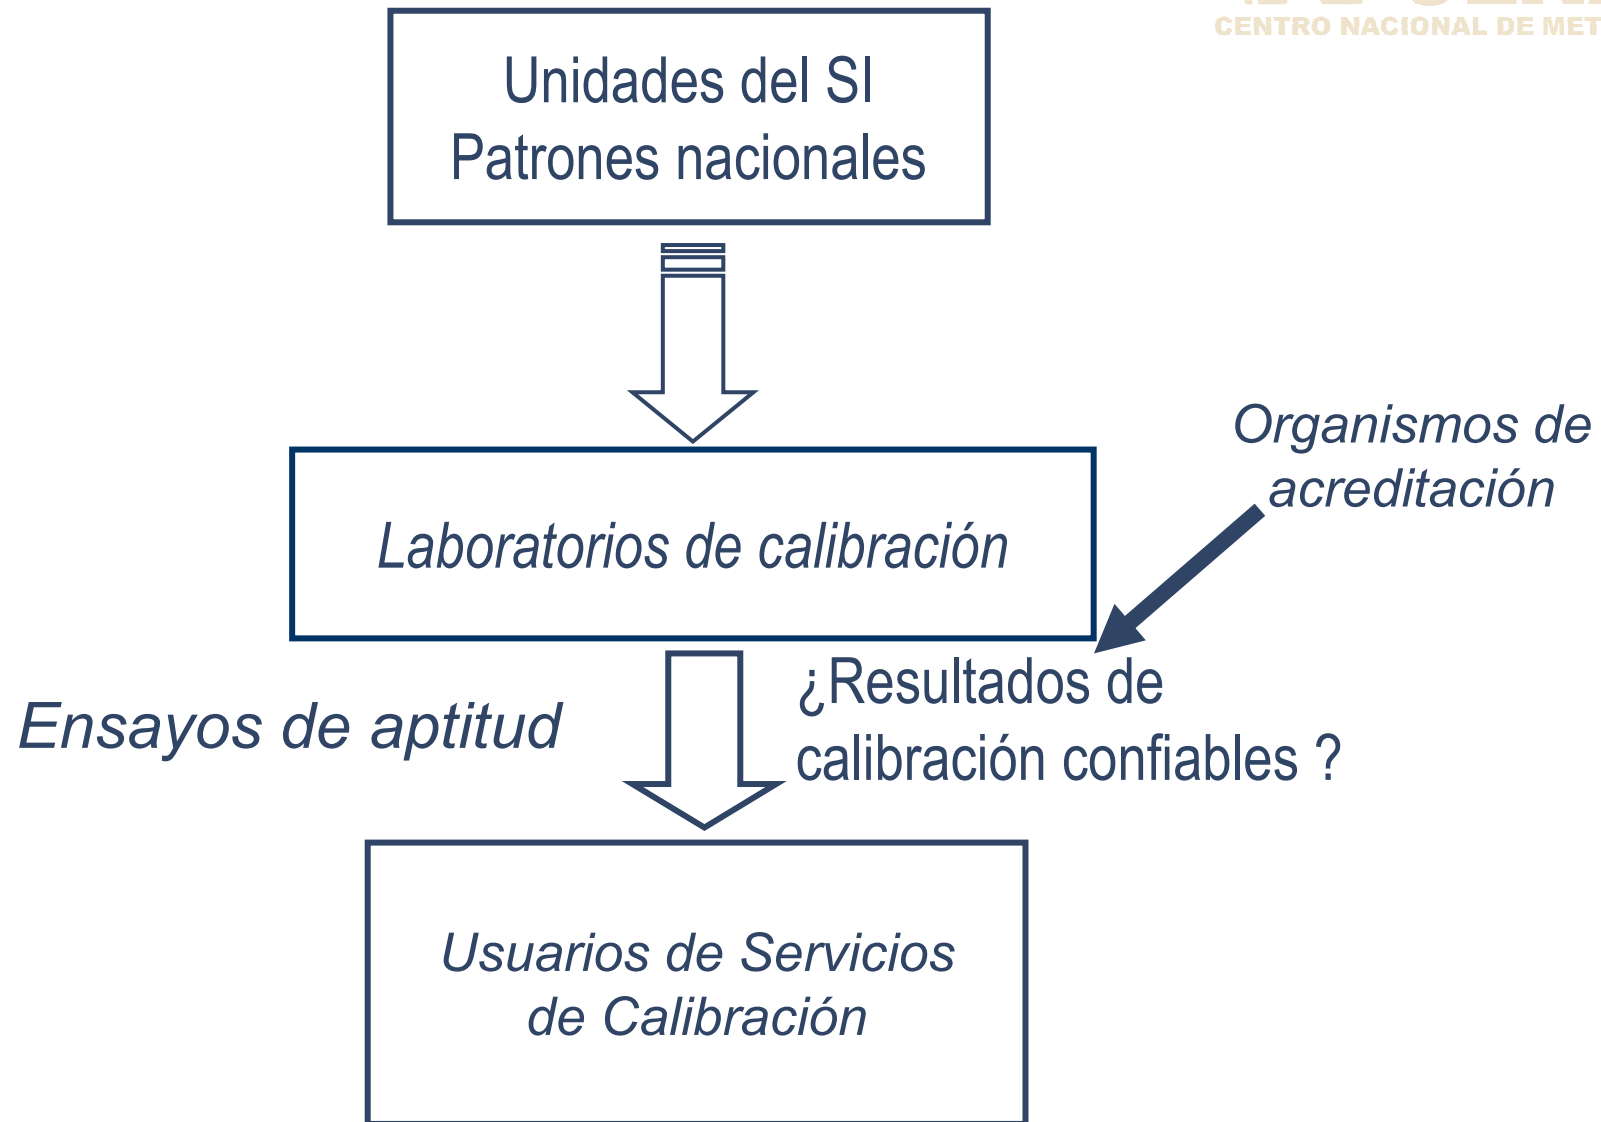 CENTRO NACIONAL DE
Unidades del SI
Patrones nacionales
Organismos de
acreditación
Laboratorios de calibración
¿Resultados de
calibración confiables ?
Ensayos de aptitud
Usuarios de Servicios
de Calibración